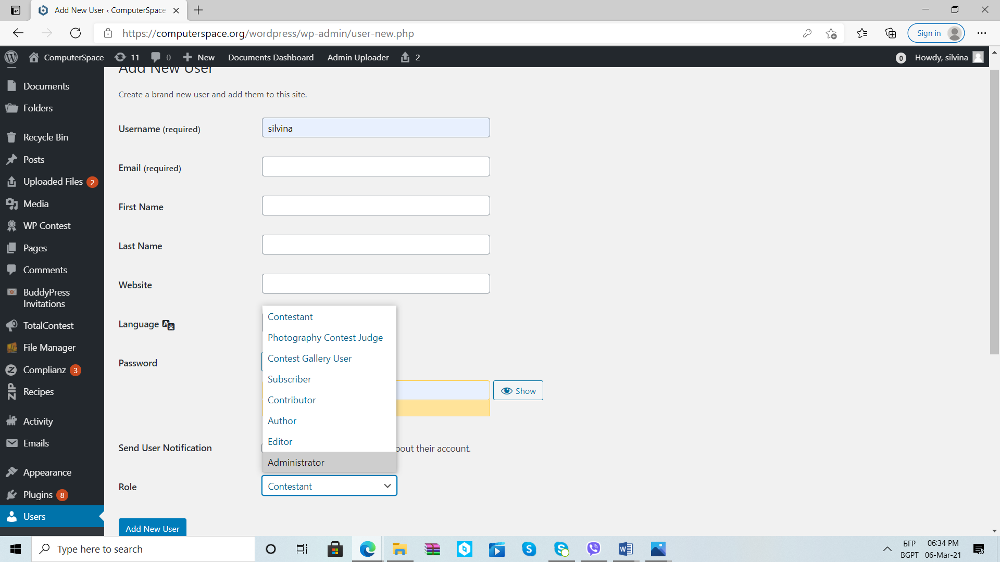 Add New User ‹ ComputerSpace
https://computerspace.org/wordpress/wp-admin/user-new.php
Sign in
ComputerSpace
11
0
New
Documents Dashboard
Admin Uploader
2
0
Howdy, silvina
Documents
Folders
Recycle Bin
Posts
Uploaded Files 2
Media
WP Contest
Pages
Comments
BuddyPress
Invitations
TotalContest
File Manager
Complianz 3
Recipes
Activity
Emails
Appearance
Plugins 8
Users
Add New User
Create a brand new user and add them to this site.
Username (required)
silvina
Email (required)
First Name
Last Name
Website
Language
Password
Show
Send User Notification
out their account.
Contestant
Photography Contest Judge
Contest Gallery User
Subscriber
Contributor
Author
Editor
Administrator
Role
Contestant
Add New User
Type here to search
БГР
BGPT
06:34 PM
06-Mar-21